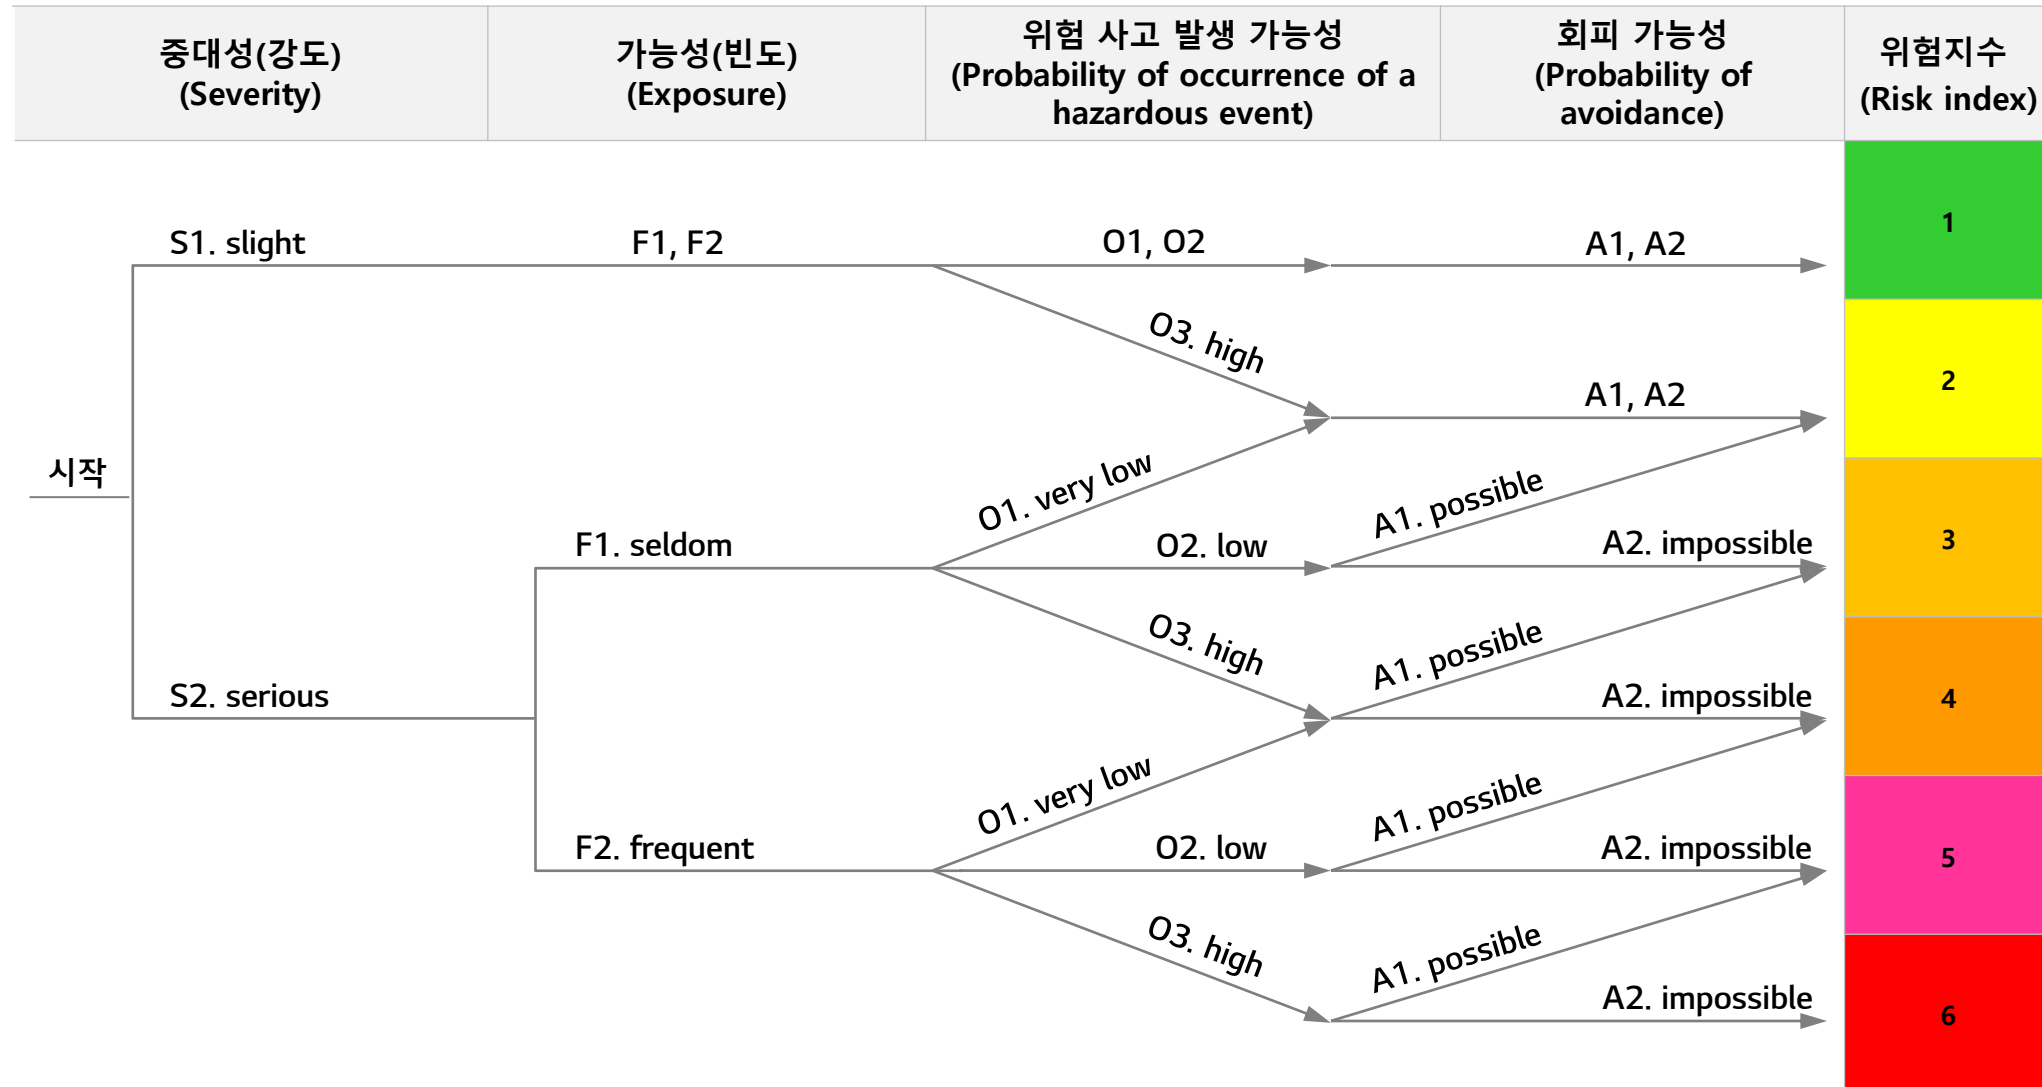 중대성(강도)
(Severity)
가능성(빈도)
(Exposure)
위험 사고 발생 가능성
(Probability of occurrence of a
hazardous event)
회피 가능성
(Probability of
avoidance)
위험지수
(Risk index)
시작
S1. slight
F1, F2
O1, O2
A1, A2
1
O3. high
A1, A2
2
O1. very low
A1. possible
F1. seldom
O2. low
A2. impossible
3
O3. high
A1. possible
S2. serious
A2. impossible
4
O1. very low
A1. possible
F2. frequent
O2. low
A2. impossible
5
O3. high
A1. possible
A2. impossible
6